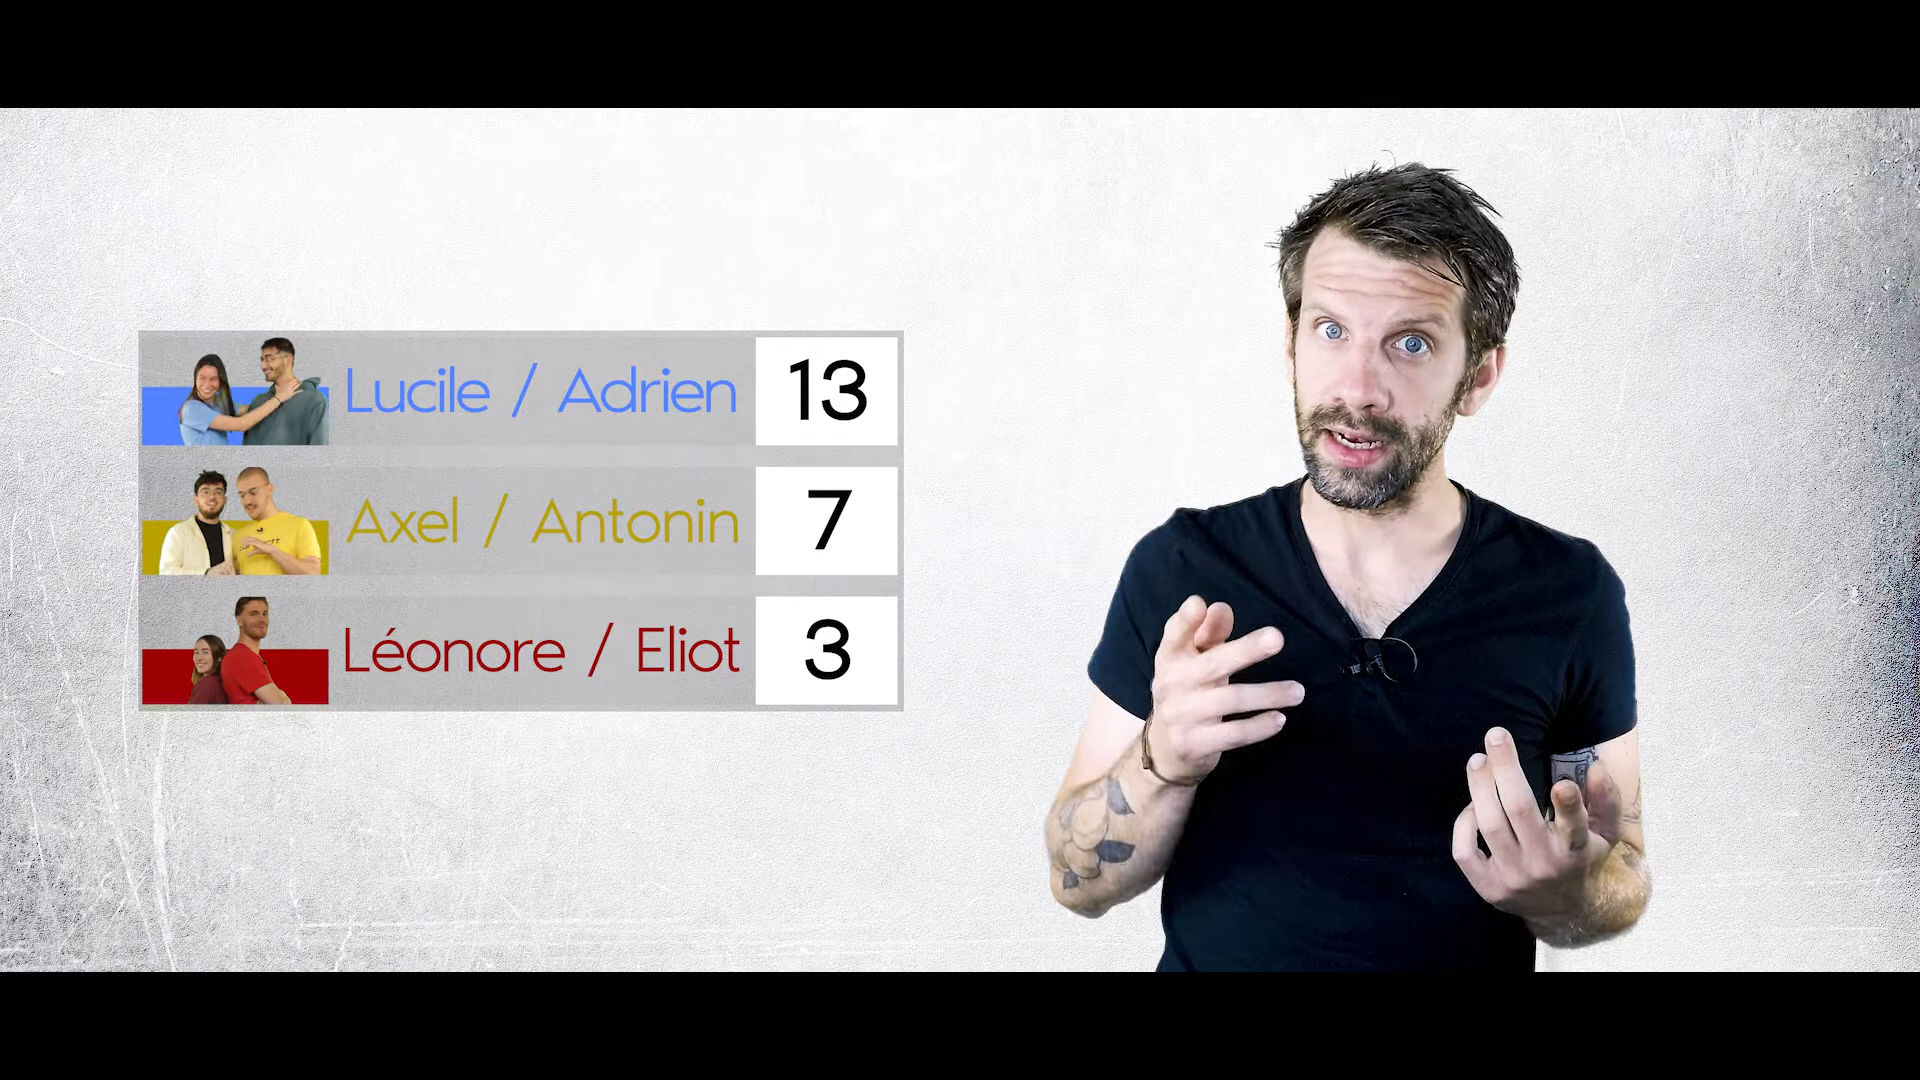 Lucile / Adrien 13
Axel / Antonin 7
Léonore / Eliot 3